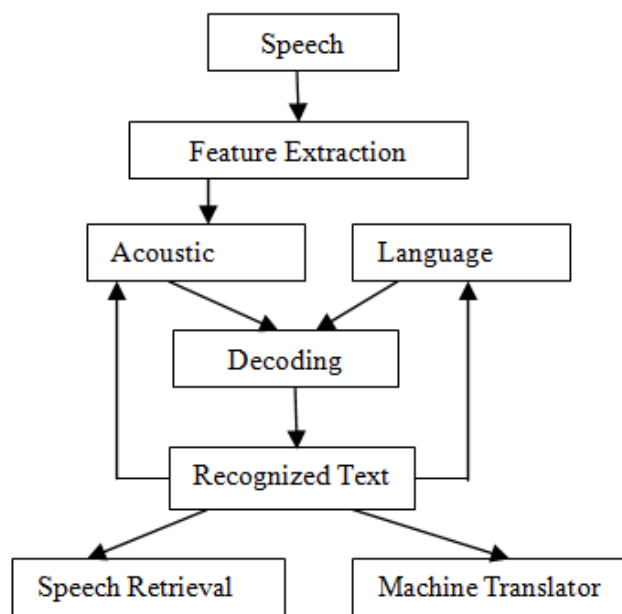 Speech
Feature Extraction
Acoustic
Language
Decoding
Recognized Text
Speech Retrieval
Machine Translator